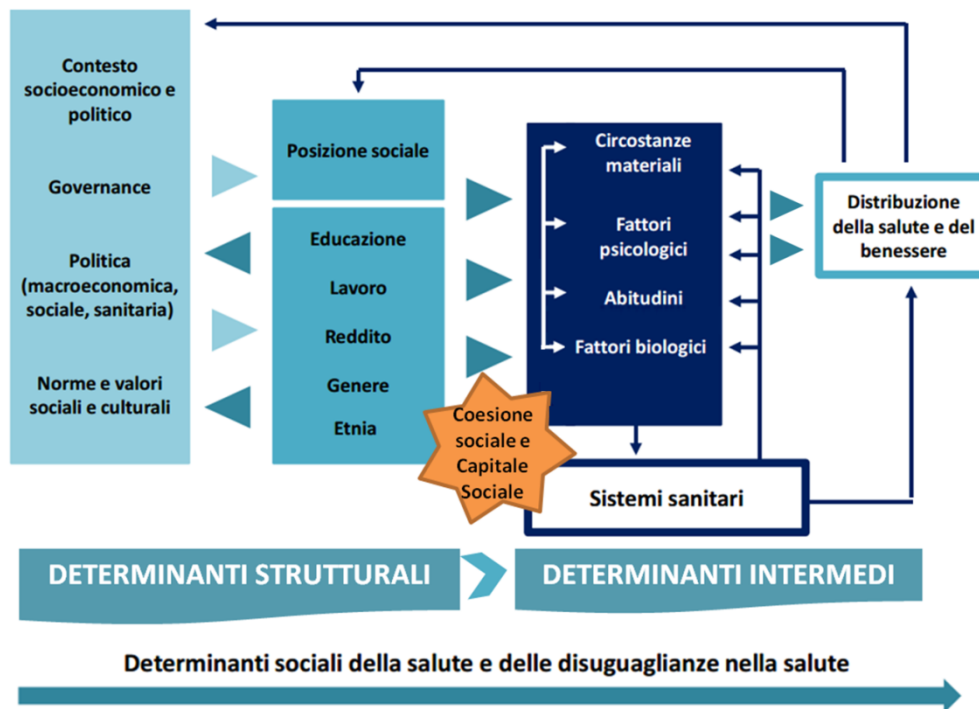 Contesto
socioeconomico e
politico
Governance
Politica
(macroeconomica,
sociale, sanitaria)
Norme e valori
sociali e culturali
Posizione sociale
Educazione
Lavoro
Reddito
Genere
Etnia
Coesione
sociale e
Capitale
Sociale
Circostanze
materiali
Fattori
psicologici
Abitudini
Fattori biologici
Sistemi sanitari
Distribuzione
della salute e del
benessere
DETERMINANTI STRUTTURALI
DETERMINANTI INTERMEDI
Determinanti sociali della salute e delle disuguaglianze nella salute